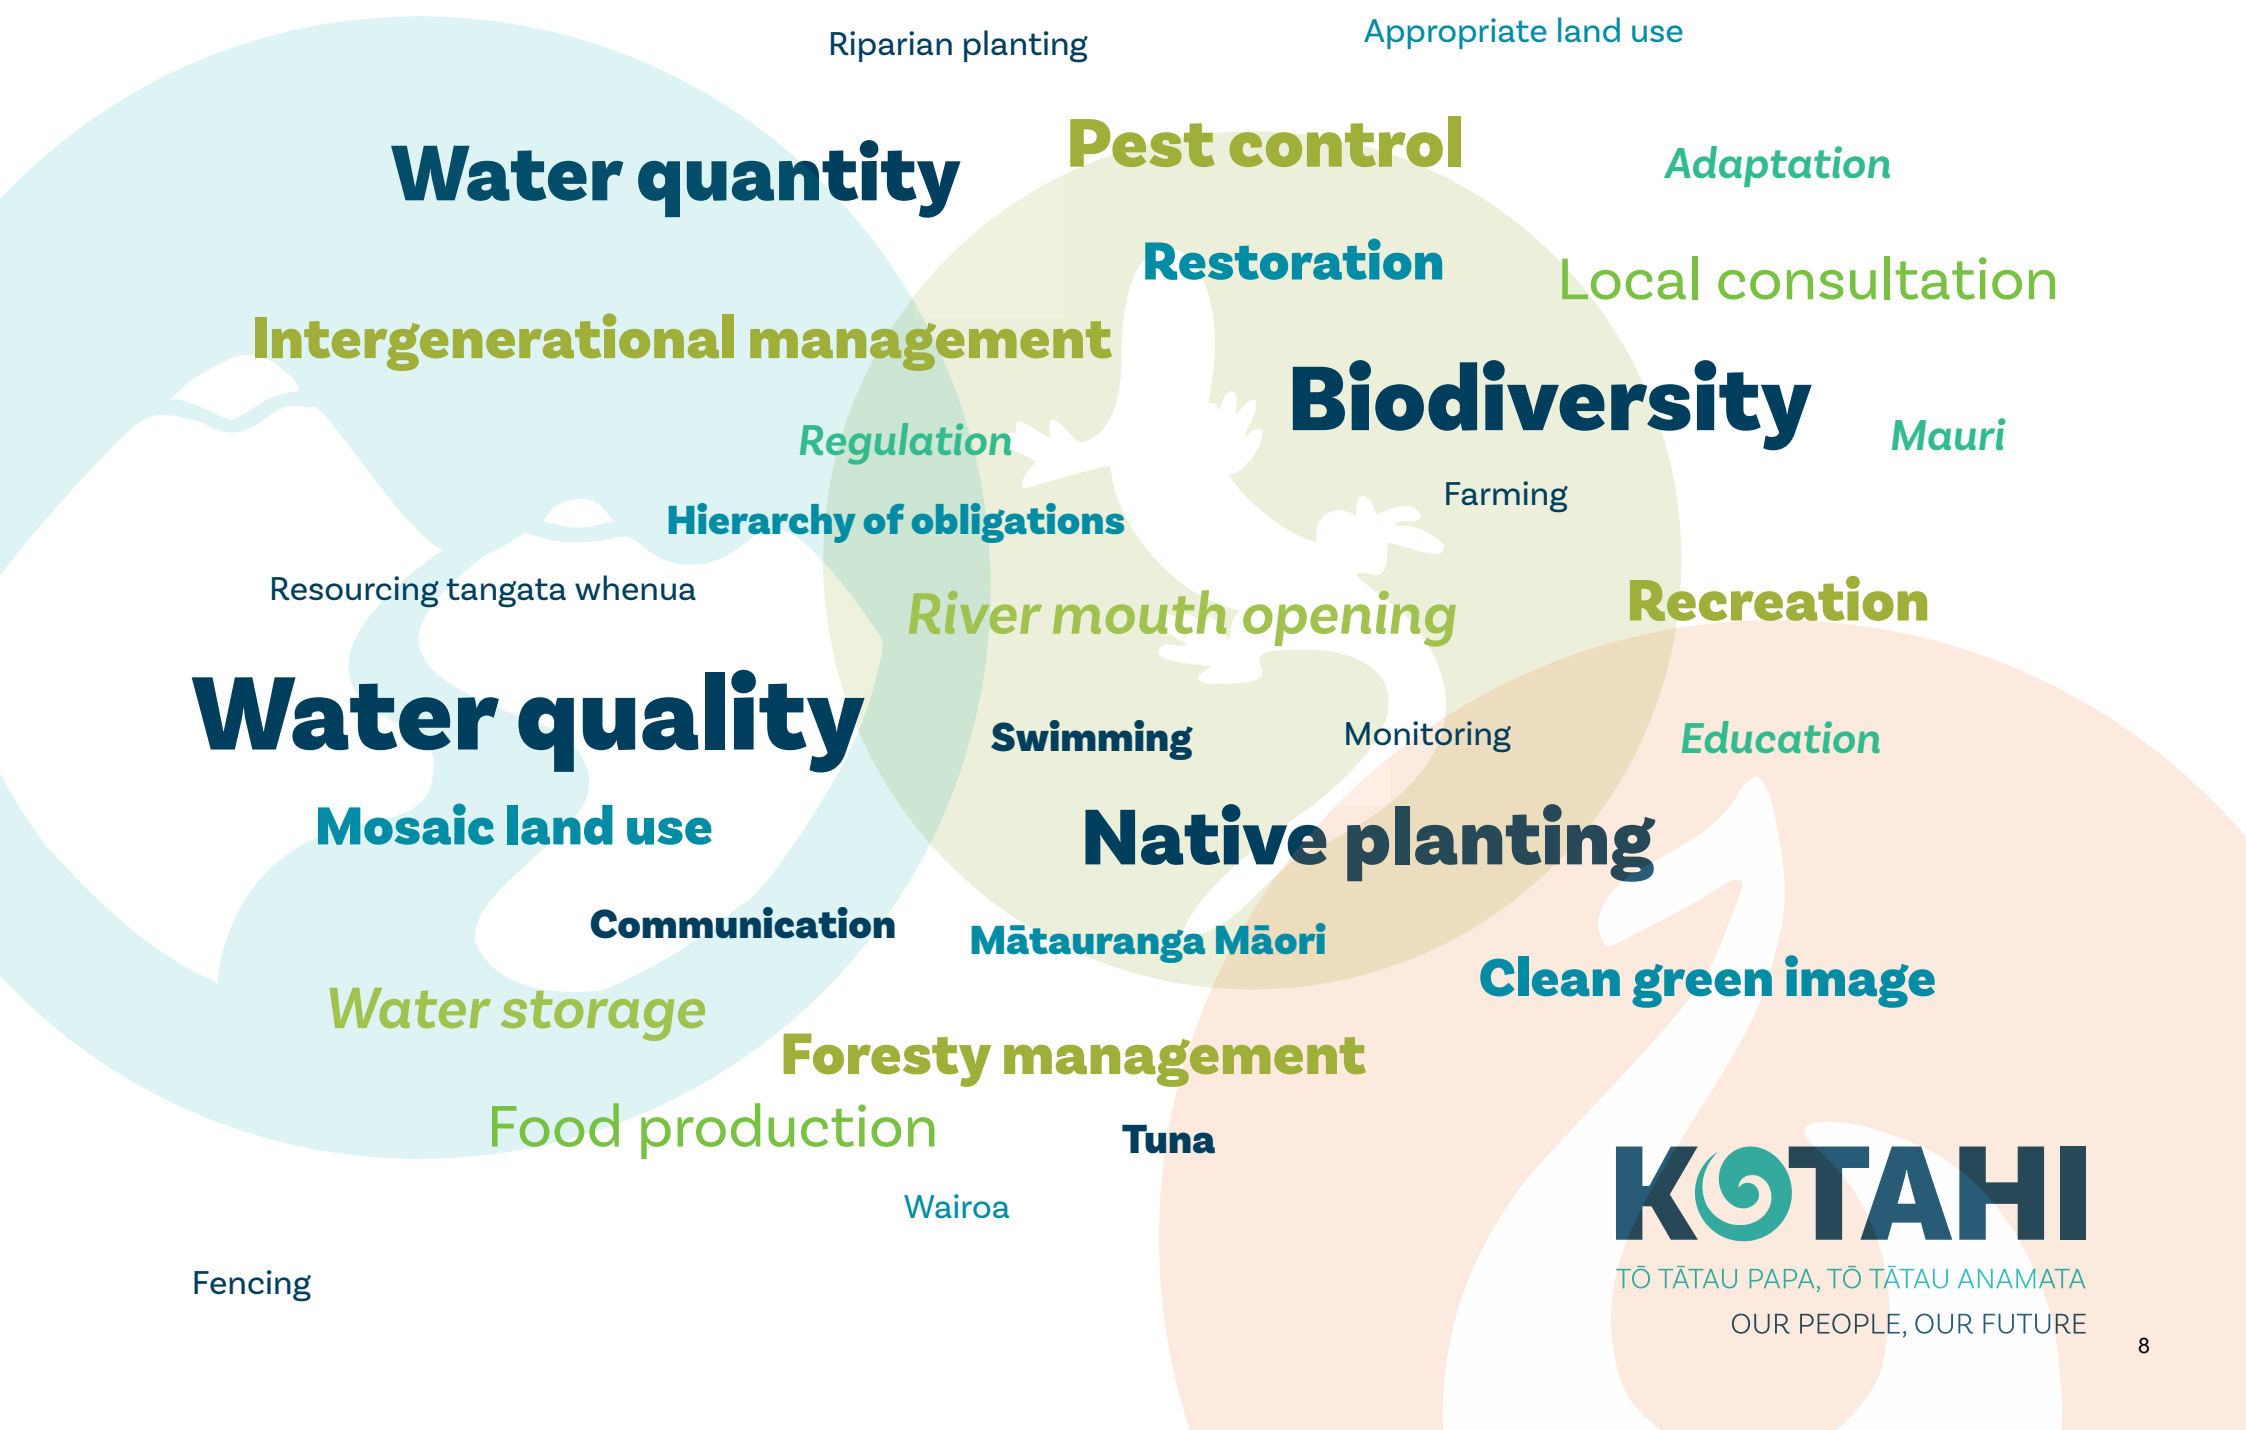 Riparian planting
Appropriate land use
Water quantity
Pest control
Adaptation
Restoration
Local consultation
Intergenerational management
Biodiversity
Regulation
Mauri
Farming
Hierarchy of obligations
Resourcing tangata whenua
River mouth opening
Recreation
Water quality
Swimming
Monitoring
Education
Mosaic land use
Native planting
Communication
Mātauranga Māori
Clean green image
Water storage
Foresty management
Food production
Tuna
Wairoa
Fencing
KOTAHI
TŌ TĀTAU PAPA, TŌ TĀTAU ANAMATA
OUR PEOPLE, OUR FUTURE
8